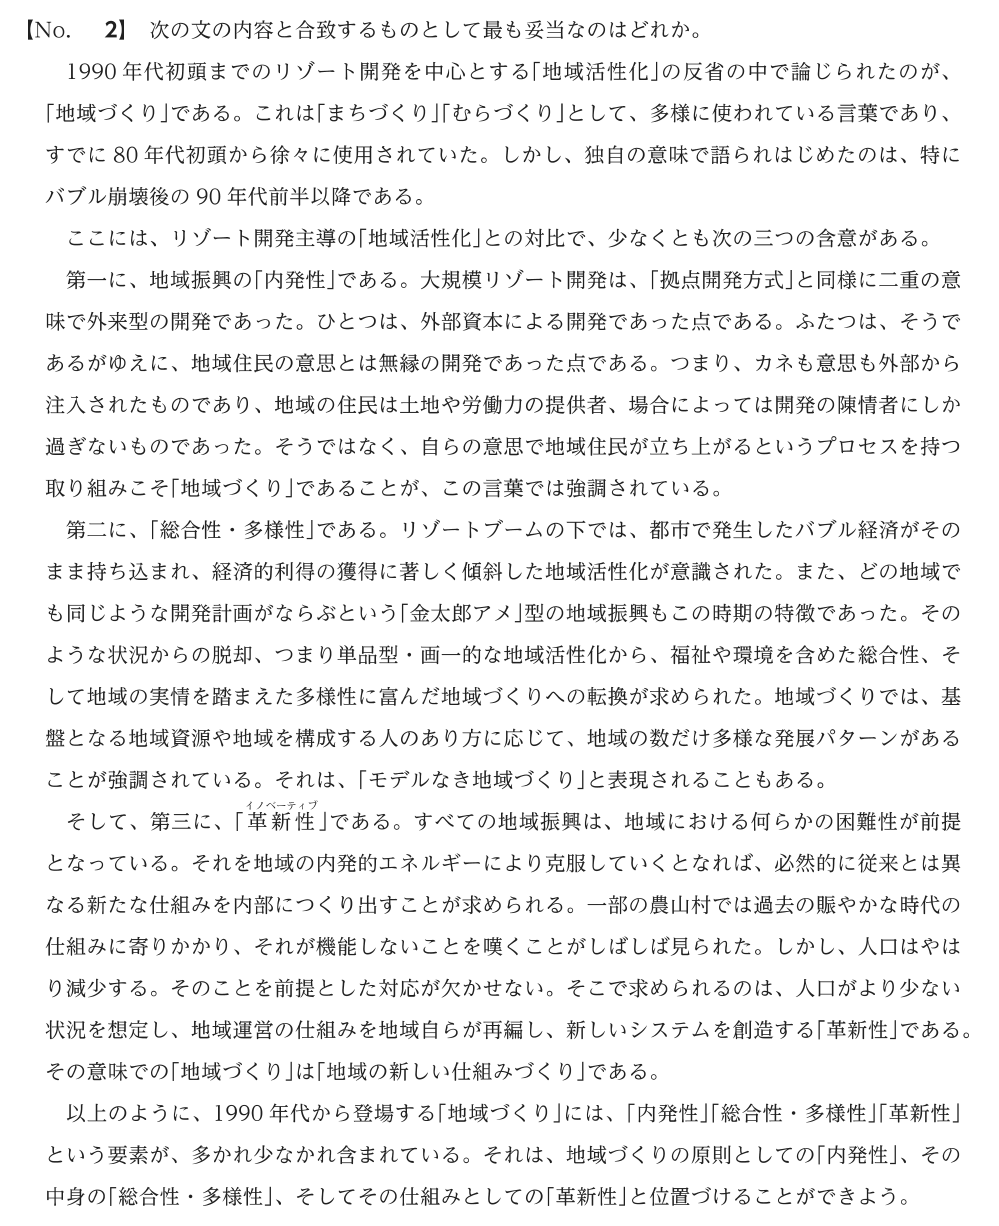 【No. 2】 次の文の内容と合致するものとして最も妥当なのはどれか。
1990年代初頭までのリゾート開発を中心とする「地域活性化」の反省の中で論じられたのが、
「地域づくり」である。これは「まちづくり」「むらづくり」として、多様に使われている言葉であり、
すでに80年代初頭から徐々に使用されていた。しかし、独自の意味で語られはじめたのは、特に
バブル崩壊後の90年代前半以降である。
ここには、リゾート開発主導の「地域活性化」との対比で、少なくとも次の三つの含意がある。
第一に、地域振興の「内発性」である。大規模リゾート開発は、「拠点開発方式」と同様に二重の意
味で外来型の開発であった。ひとつは、外部資本による開発であった点である。ふたつは、そうで
あるがゆえに、地域住民の意思とは無縁の開発であった点である。つまり、カネも意思も外部から
注入されたものであり、地域の住民は土地や労働力の提供者、場合によっては開発の陳情者にしか
過ぎないものであった。そうではなく、自らの意思で地域住民が立ち上がるというプロセスを持つ
取り組みこそ「地域づくり」であることが、この言葉では強調されている。
第二に、「総合性・多様性」である。リゾートブームの下では、都市で発生したバブル経済がその
まま持ち込まれ、経済的利得の獲得に著しく傾斜した地域活性化が意識された。また、どの地域で
も同じような開発計画がならぶという「金太郎アメ」型の地域振興もこの時期の特徴であった。その
ような状況からの脱却、つまり単品型・画一的な地域活性化から、福祉や環境を含めた総合性、そ
して地域の実情を踏まえた多様性に富んだ地域づくりへの転換が求められた。地域づくりでは、基
盤となる地域資源や地域を構成する人のあり方に応じて、地域の数だけ多様な発展パターンがある
ことが強調されている。それは、「モデルなき地域づくり」と表現されることもある。
イノベーティブ
そして、第三に、「革新性」である。すべての地域振興は、地域における何らかの困難性が前提
となっている。それを地域の内発的エネルギーにより克服していくとなれば、必然的に従来とは異
なる新たな仕組みを内部につくり出すことが求められる。一部の農山村では過去の賑やかな時代の
仕組みに寄りかかり、それが機能しないことを嘆くことがしばしば見られた。しかし、人口はやは
り減少する。そのことを前提とした対応が欠かせない。そこで求められるのは、人口がより少ない
状況を想定し、地域運営の仕組みを地域自らが再編し、新しいシステムを創造する「革新性」である。
その意味での「地域づくり」は「地域の新しい仕組みづくり」である。
以上のように、1990年代から登場する「地域づくり」には、「内発性」「総合性・多様性」「革新性」
という要素が、多かれ少なかれ含まれている。それは、地域づくりの原則としての「内発性」、その
中身の「総合性・多様性」、そしてその仕組みとしての「革新性」と位置づけることができよう。